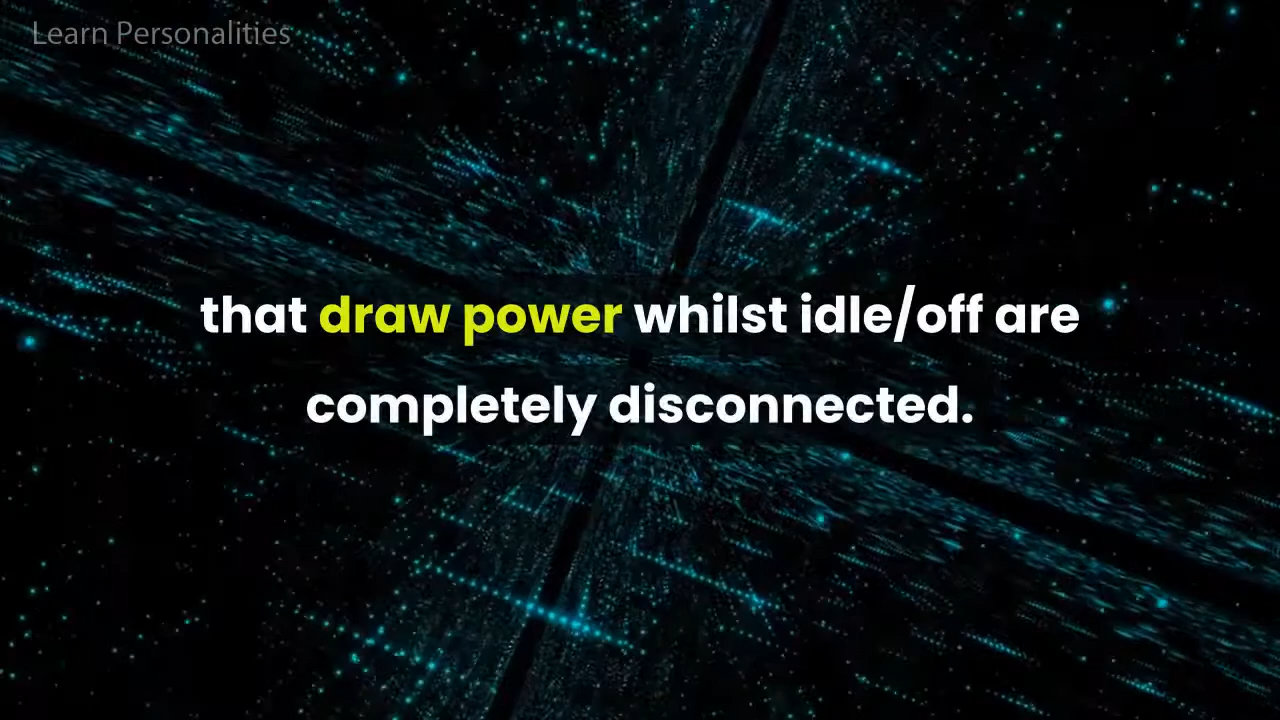 Learn Personalities
that draw power whilst idle/off are
completely disconnected.